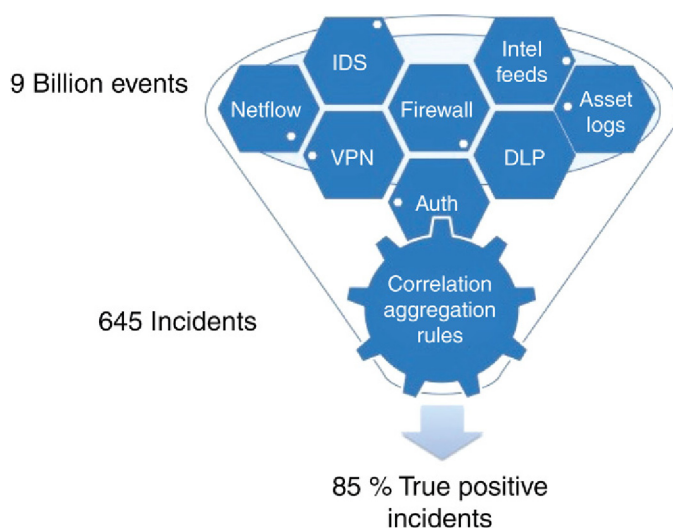 9 Billion events
IDS
Intel
feeds
Netflow
Firewall
Asset
logs
VPN
DLP
Auth
Correlation
aggregation
rules
645 Incidents
85 % True positive
incidents